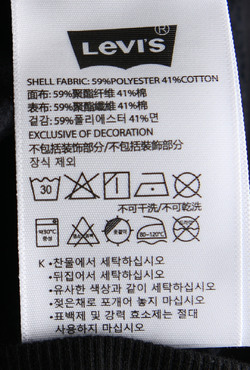 LEVI'S
SHELL FABRIC: 59%POLYESTER 41%COTTON
面布: 59%聚酯纤维 41%棉
表布: 59%聚酯纖維 41%棉
겉감: 59%폴리에스터 41%면
EXCLUSIVE OF DECORATION
不包括装饰部分/不包括裝飾部分
장식 제외
30
不可干洗/不可乾洗
약30℃
80~120℃
K • 찬물에서 세탁하십시오
• 뒤집어서 세탁하십시오
• 유사한 색상과 같이 세탁하십시오
• 젖은채로 포개어 놓지 마십시오
• 표백제 및 강력 효소제는 절대
사용하지 마십시오